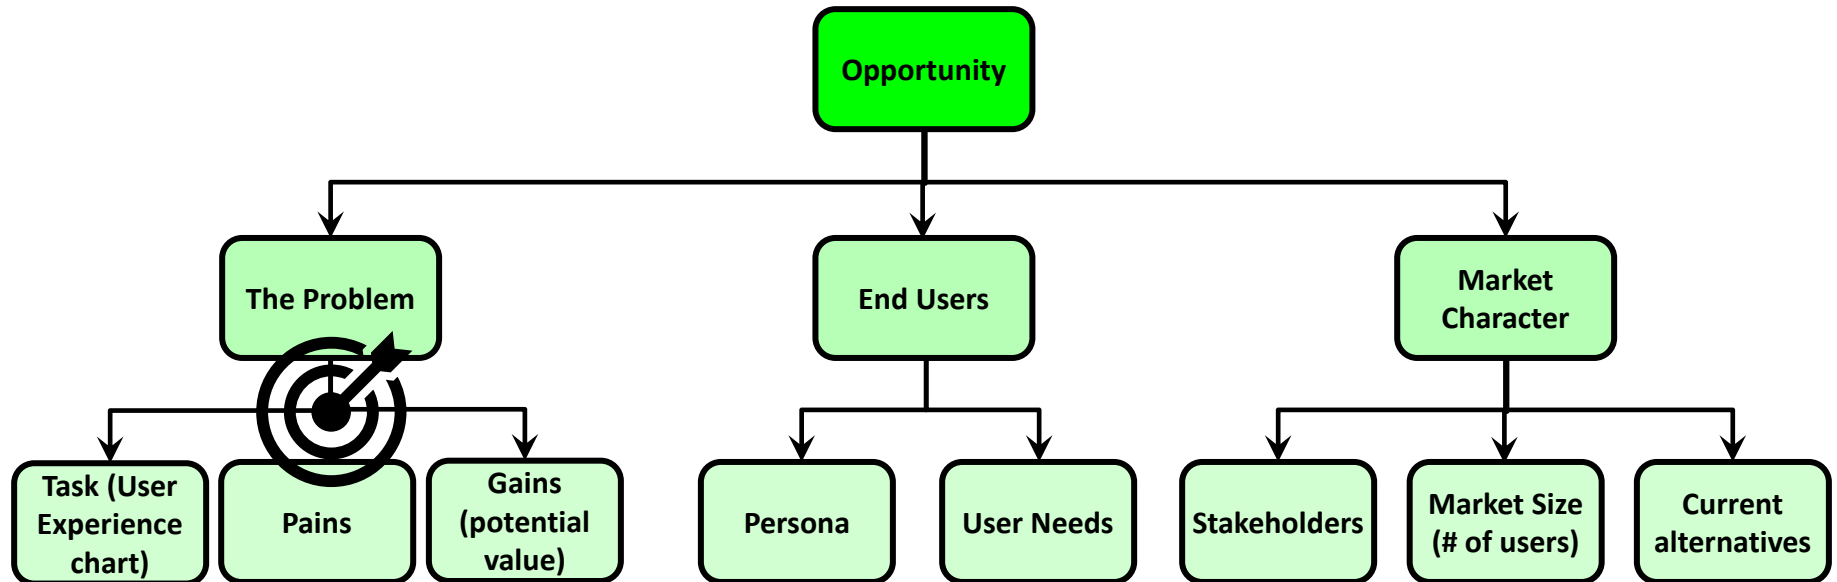 Opportunity
The Problem
End Users
Market
Character
Task (User
Experience
chart)
Pains
Gains
(potential
value)
Persona
User Needs
Stakeholders
Market Size
(# of users)
Current
alternatives